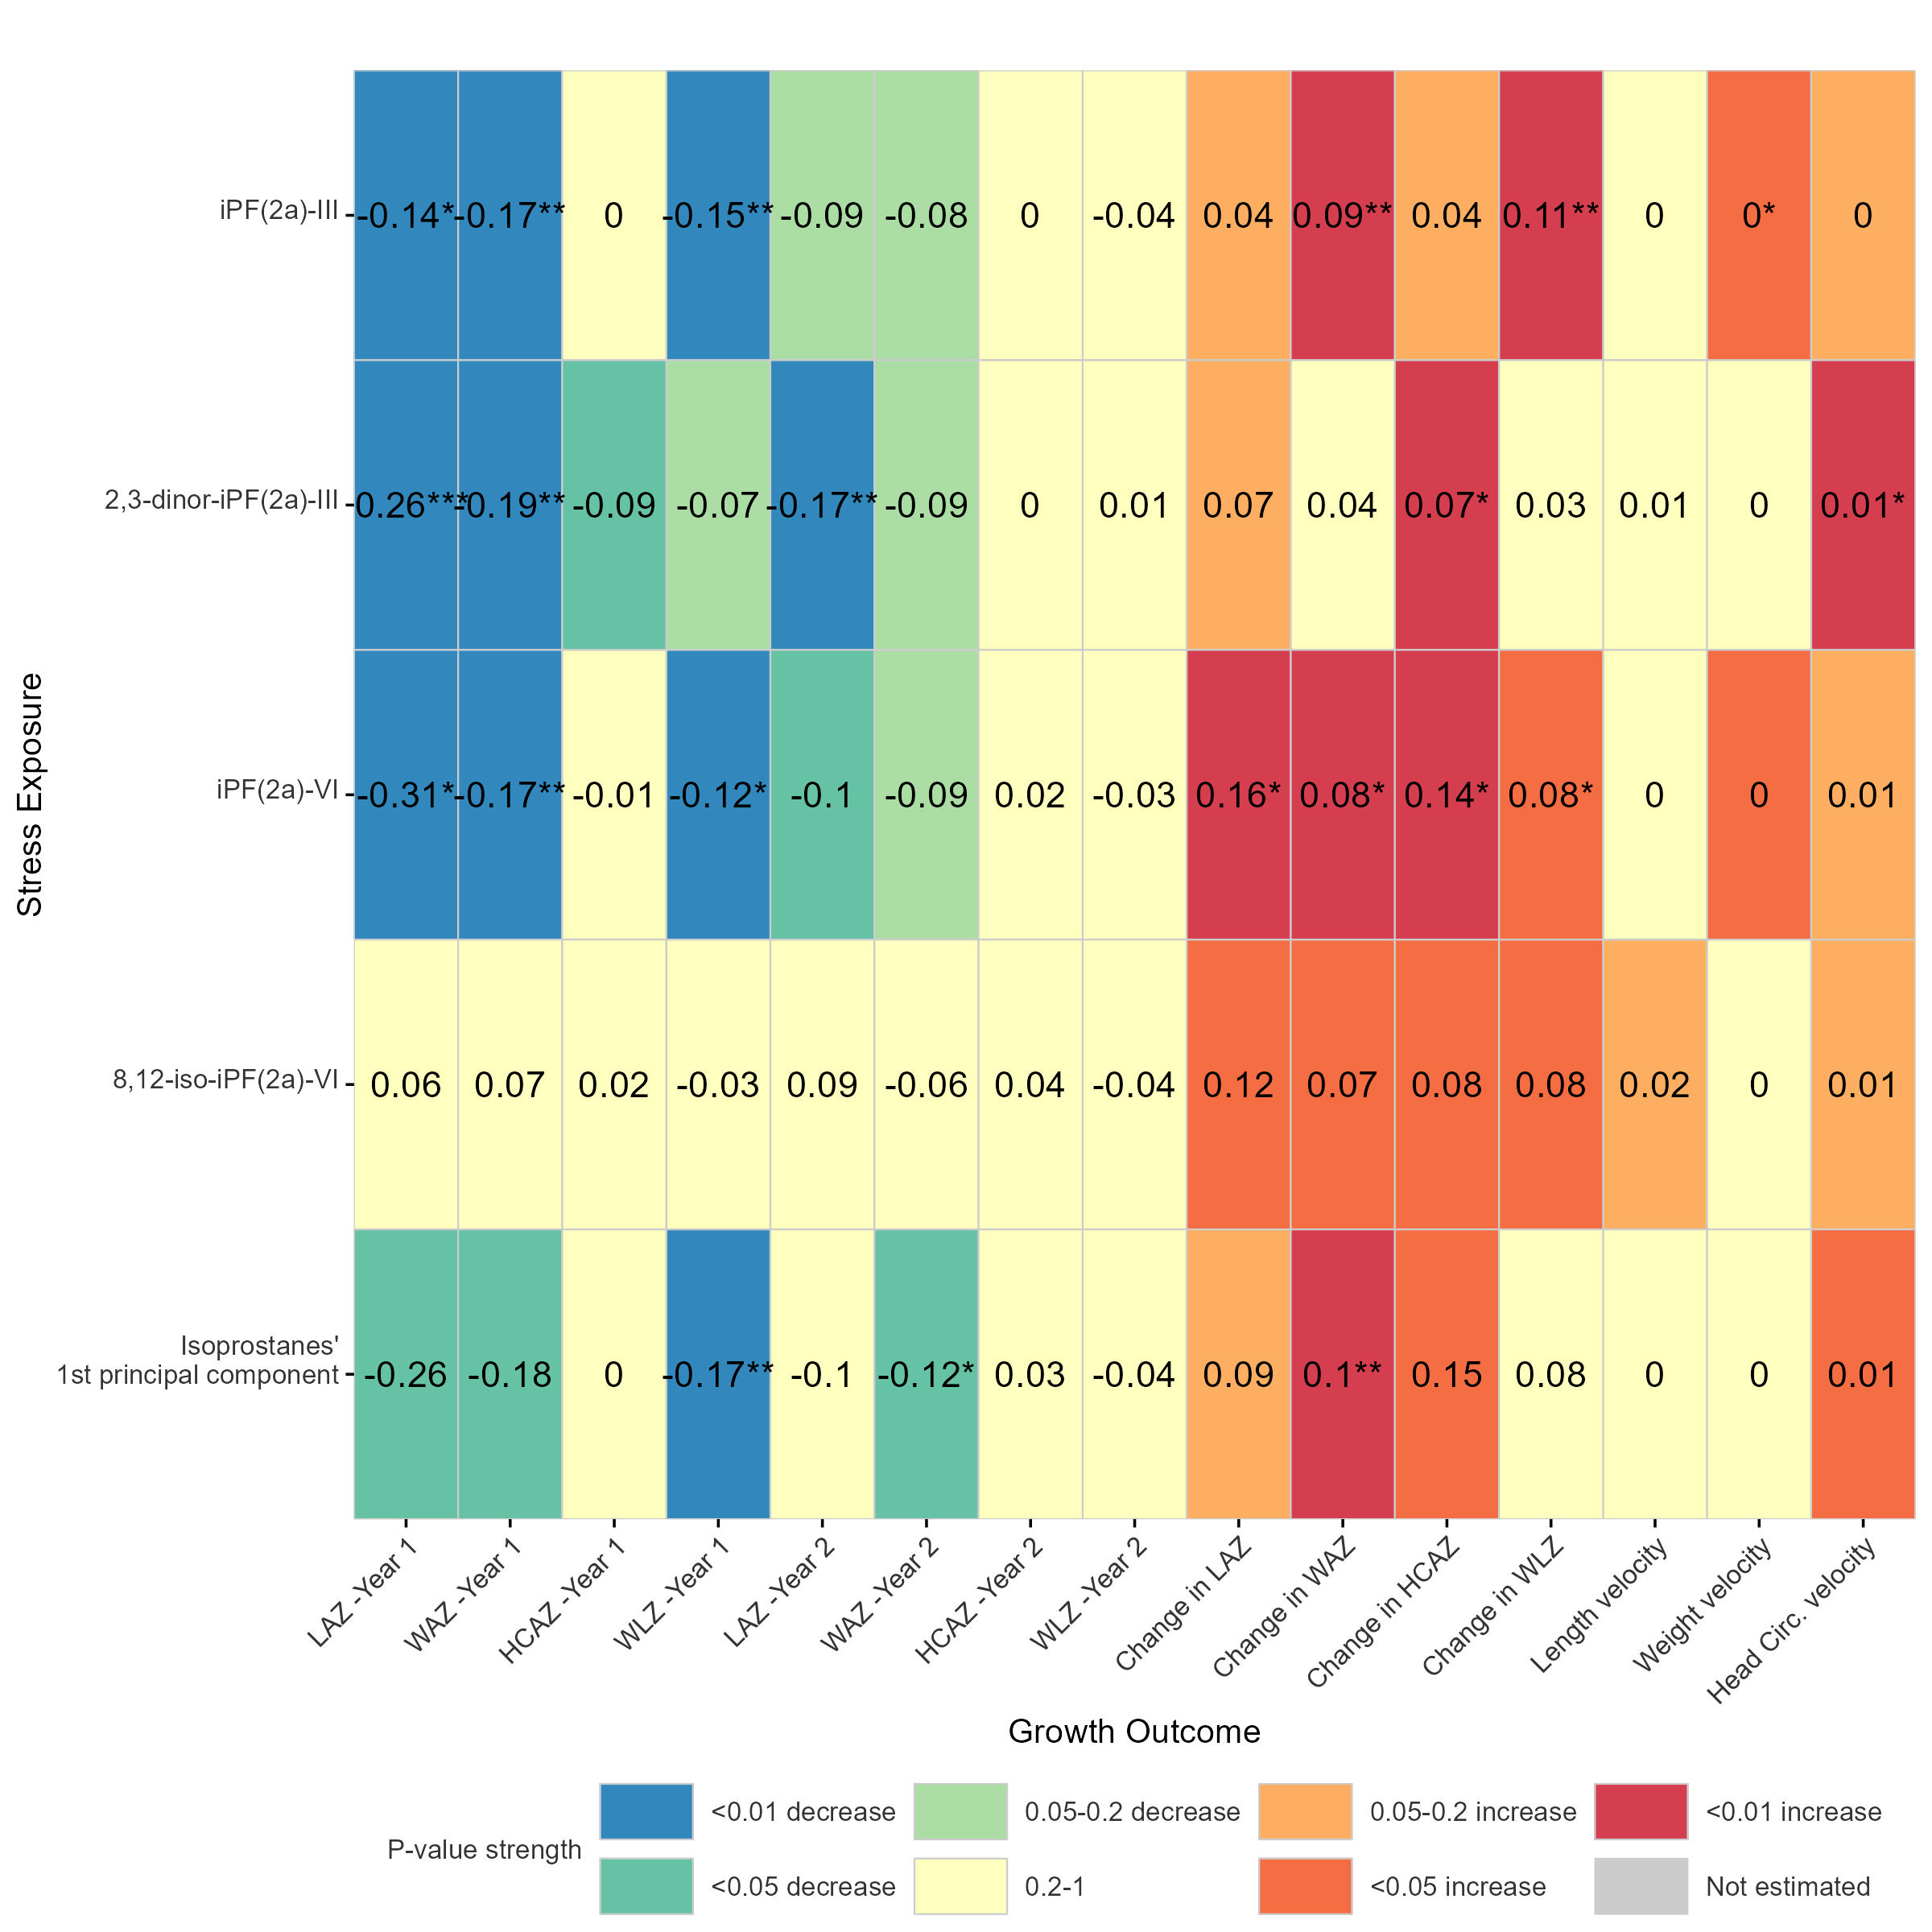 iPF(2a)-III
-0.14* -0.17** 0 -0.15** -0.09 -0.08 0 -0.04 0.04 0.09** 0.04 0.11** 0 0* 0
2,3-dinor-iPF(2a)-III
0.26*** -0.19** -0.09 -0.07 -0.17** -0.09 0 0.01 0.07 0.04 0.07* 0.03 0.01 0 0.01*
iPF(2a)-VI
-0.31* -0.17** -0.01 -0.12* -0.1 -0.09 0.02 -0.03 0.16* 0.08* 0.14* 0.08* 0 0 0.01
8,12-iso-iPF(2a)-VI
0.06 0.07 0.02 -0.03 0.09 -0.06 0.04 -0.04 0.12 0.07 0.08 0.08 0.02 0 0.01
Isoprostanes'
1st principal component
-0.26 -0.18 0 -0.17** -0.1 -0.12* 0.03 -0.04 0.09 0.1** 0.15 0.08 0 0 0.01
Stress Exposure
LAZ -Year 1
WAZ -Year 1
HCAZ -Year 1
WLZ -Year 1
LAZ -Year 2
WAZ -Year 2
HCAZ -Year 2
WLZ -Year 2
Change in LAZ
Change in WAZ
Change in HCAZ
Change in WLZ
Length velocity
Weight velocity
Head Circ. velocity
Growth Outcome
P-value strength
<0.01 decrease
0.05-0.2 decrease
0.05-0.2 increase
<0.01 increase
<0.05 decrease
0.2-1
<0.05 increase
Not estimated